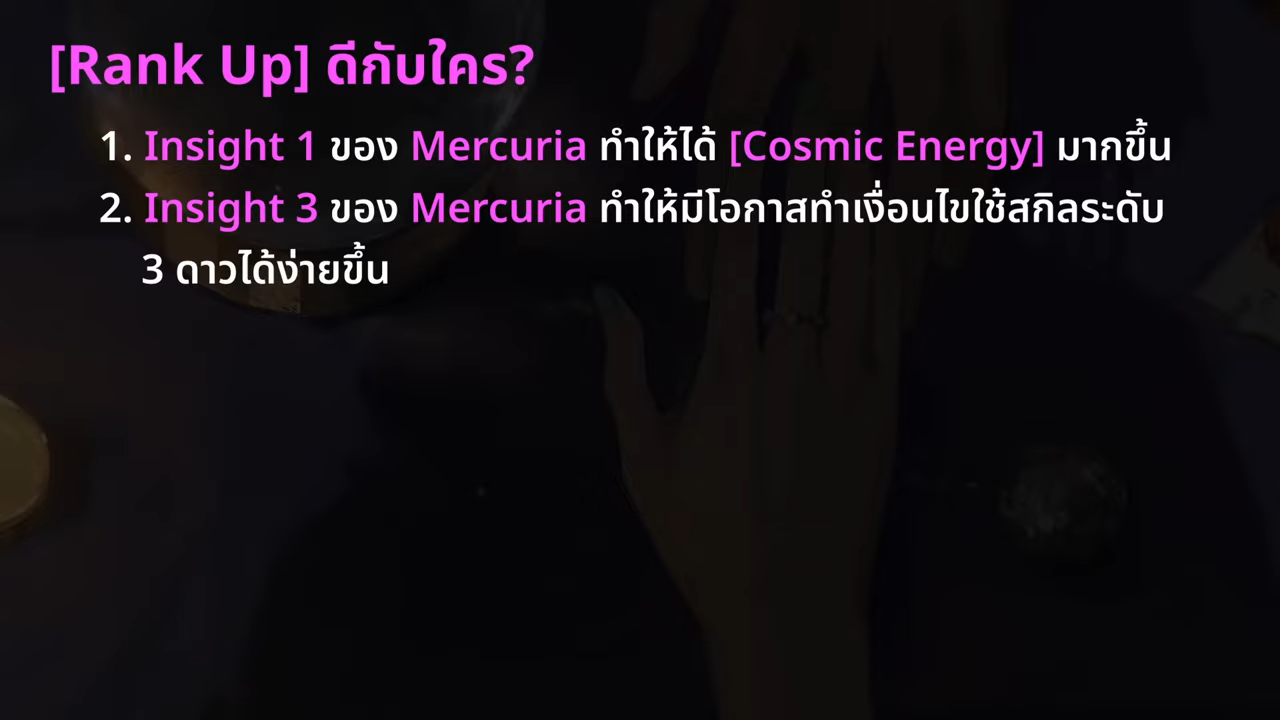 [Rank Up] ดีกับใคร?
1. Insight 1 ของ Mercuria ทำให้ได้ [Cosmic Energy] มากขึ้น
2. Insight 3 ของ Mercuria ทำให้มีโอกาสทำเงื่อนไขใช้สกิลระดับ
3 ดาวได้ง่ายขึ้น